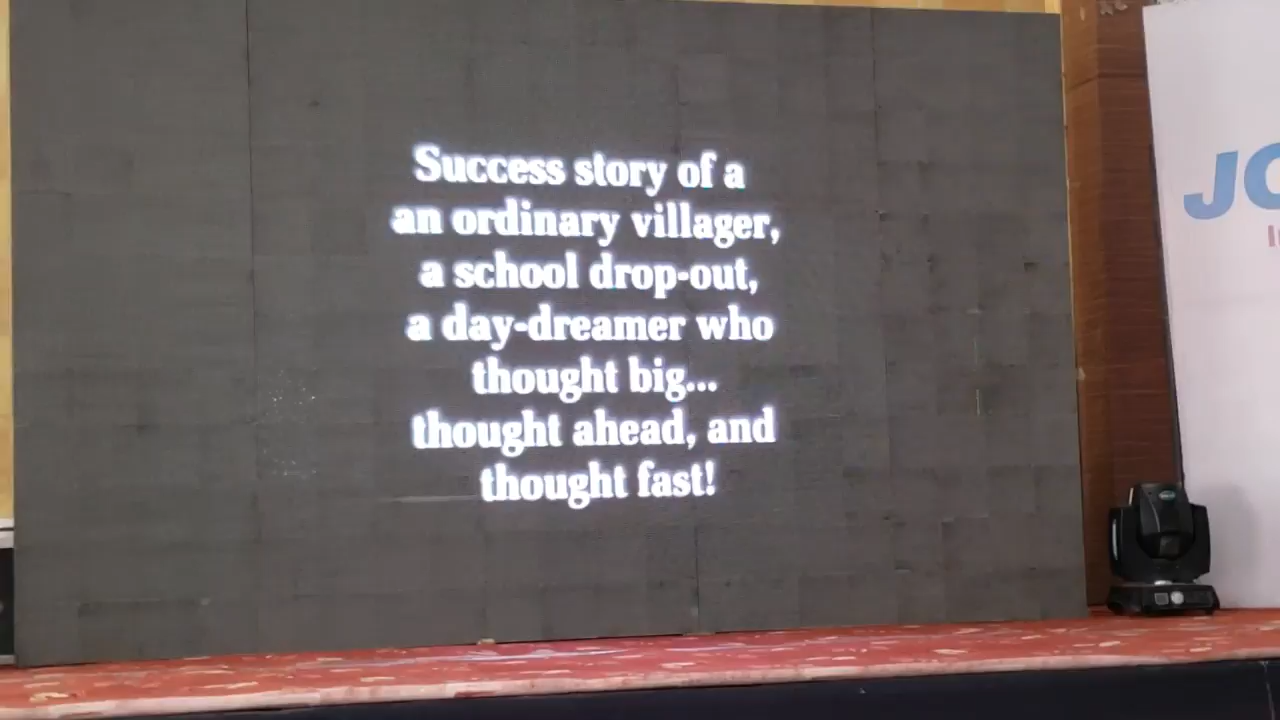 Success story of a
an ordinary villager,
a school drop-out,
a day-dreamer who
thought big...
thought ahead, and
thought fast!